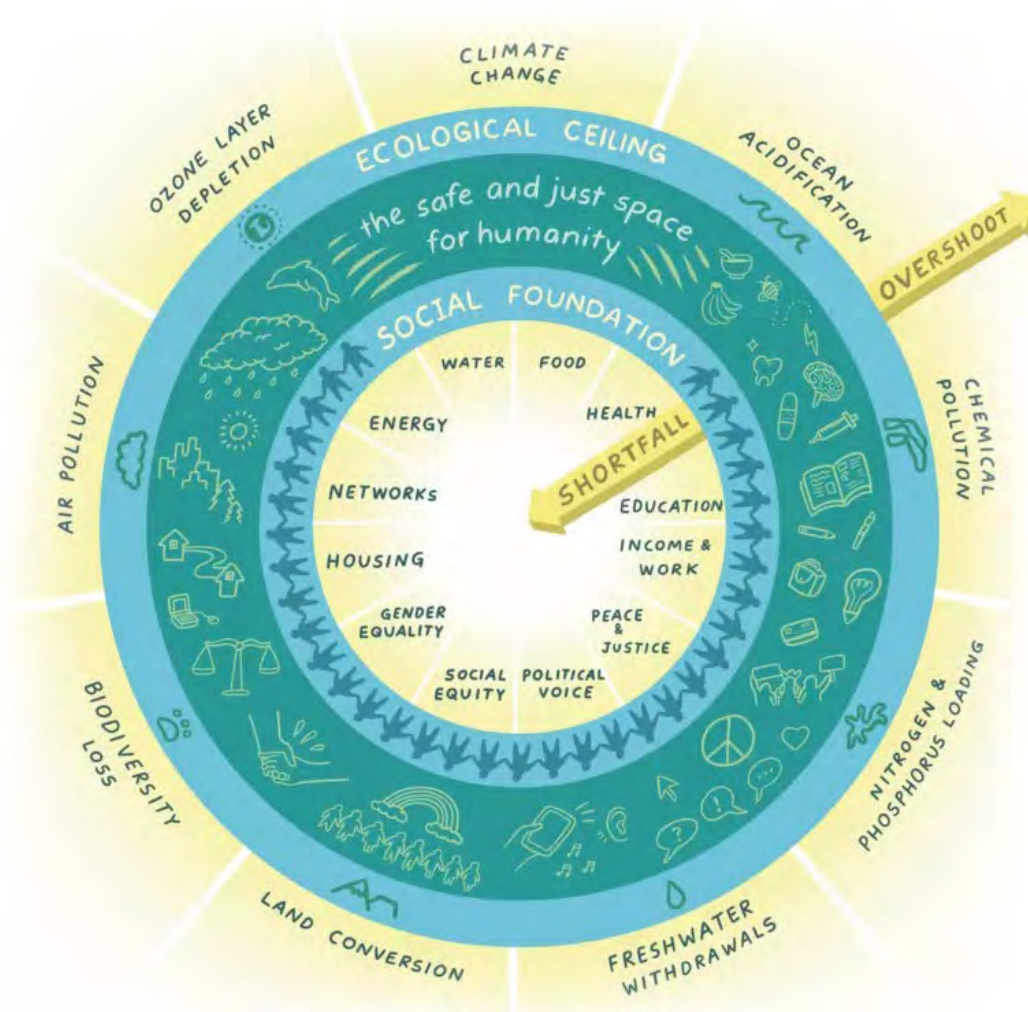 CLIMATE
CHANGE
OZONE LAYER
DEPLETION
OCEAN
ACIDIFICATION
ECOLOGICAL CEILING
the safe and just space
for humanity
OVERSHOOT
SOCIAL FOUNDATION
WATER
FOOD
ENERGY
HEALTH
SHORTFALL
AIR POLLUTION
CHEMICAL
POLLUTION
NETWORKS
EDUCATION
HOUSING
INCOME &
WORK
GENDER
EQUALITY
PEACE
&
JUSTICE
SOCIAL
EQUITY
POLITICAL
VOICE
BIODIVERSITY
LOSS
NITROGEN &
PHOSPHORUS LOADING
LAND CONVERSION
FRESHWATER
WITHDRAWALS